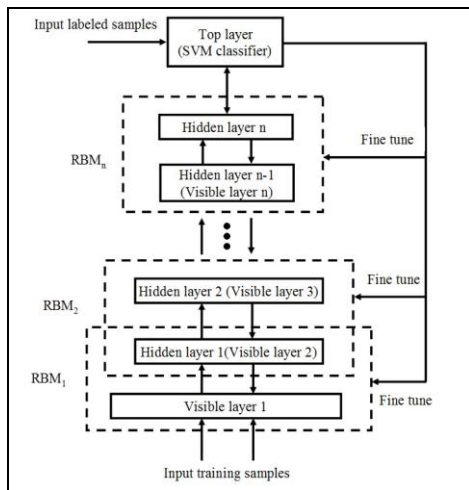 Input labeled samples
Top layer
(SVM classifier)
Hidden layer n
RBMn
Fine tune
Hidden layer n-1
(Visible layer n)
Hidden layer 2 (Visible layer 3)
Fine tune
RBM2
Hidden layer 1(Visible layer 2)
RBM1
Visible layer 1
Fine tune
Input training samples